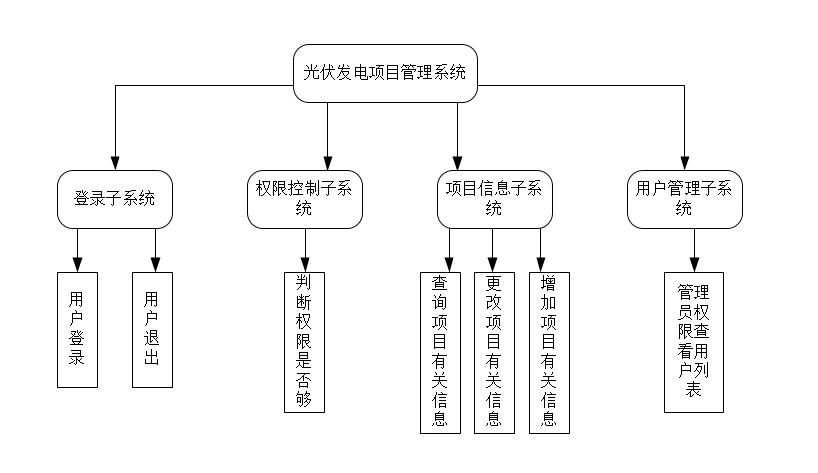 光伏发电项目管理系统
登录子系统
权限控制子系
统
项目信息子系
统
用户管理子系
统
用户登录
用户退出
判断权限是否够
查询项目有关信息
更改项目有关信息
增加项目有关信息
管理
员权
限查
看用
户列
表